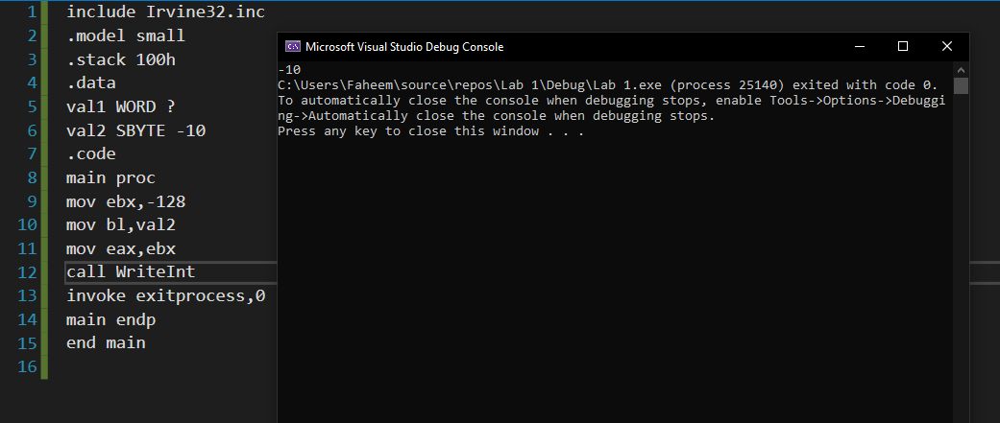 1 include Irvine32.inc
2 .model small
3 .stack 100h
4 .data
5 val1 WORD ?
6 val2 SBYTE -10
7 .code
8 main proc
9 mov ebx,-128
10 mov bl,val2
11 mov eax,ebx
12 call WriteInt
13 invoke exitprocess,0
14 main endp
15 end main
16
C:\ Microsoft Visual Studio Debug Console
-10
C:\Users\Faheem\source\repos\Lab 1\Debug\Lab 1.exe (process 25140) exited with code 0.
To automatically close the console when debugging stops, enable Tools->Options->Debuggi
ng->Automatically close the console when debugging stops.
Press any key to close this window . . .